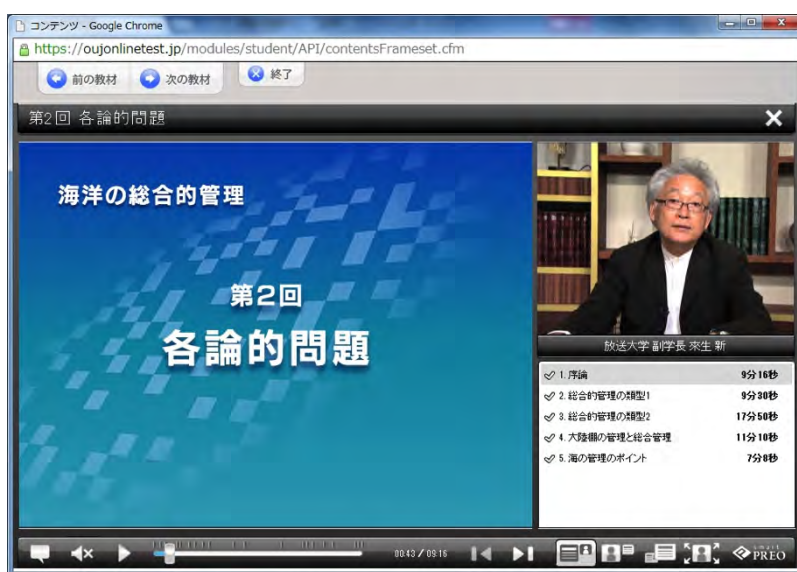 コンテンツ - Google Chrome
https://oujonlinetest.jp/modules/student/API/contentsFrameset.cfm
前の教材 次の教材 終了
第2回 各論的問題
海洋の総合的管理
第2回
各論的問題
放送大学 副学長 來生 新
1. 序論 9分16秒
2. 総合的管理の類型1 9分30秒
3. 総合的管理の類型2 17分50秒
4. 大陸棚の管理と総合管理 11分10秒
5. 海の管理のポイント 7分8秒
00:43 / 09:16
smart
PREO